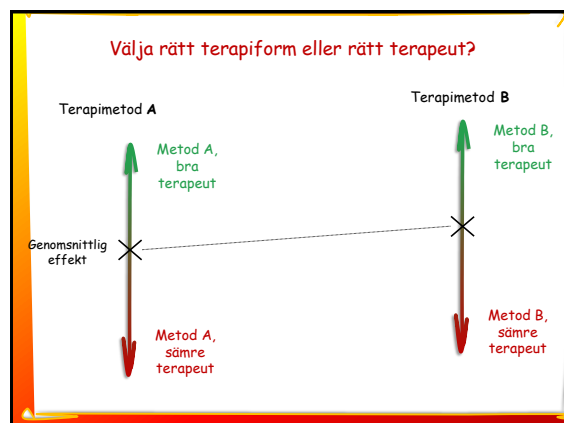 Välja rätt terapiform eller rätt terapeut?
Terapimetod A
Terapimetod B
Metod A,
bra
terapeut
Metod B,
bra
terapeut
Genomsnittlig
effekt
Metod A,
sämre
terapeut
Metod B,
sämre
terapeut